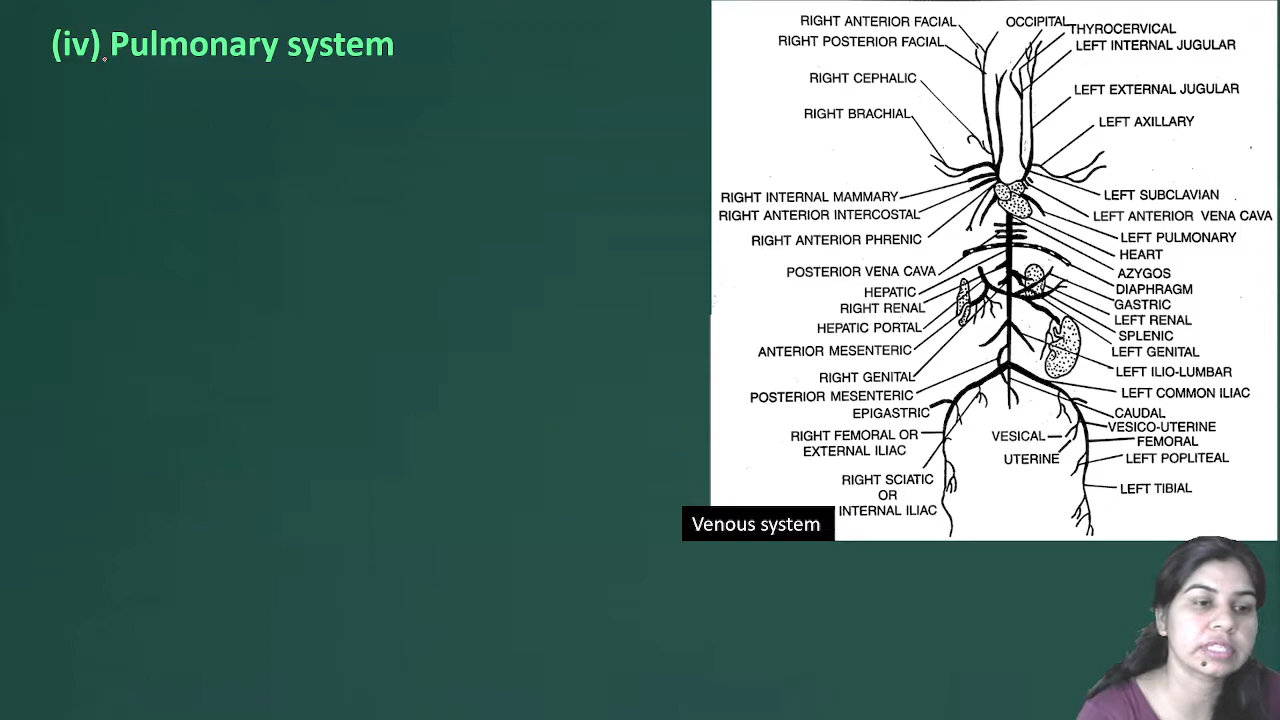 (iv) Pulmonary system
RIGHT ANTERIOR FACIAL
RIGHT POSTERIOR FACIAL
RIGHT CEPHALIC
RIGHT BRACHIAL
RIGHT INTERNAL MAMMARY
RIGHT ANTERIOR INTERCOSTAL
RIGHT ANTERIOR PHRENIC
POSTERIOR VENA CAVA
HEPATIC
RIGHT RENAL
HEPATIC PORTAL
ANTERIOR MESENTERIC
RIGHT GENITAL
POSTERIOR MESENTERIC
EPIGASTRIC
RIGHT FEMORAL OR
EXTERNAL ILIAC
RIGHT SCIATIC
OR
INTERNAL ILIAC
OCCIPITAL
THYROCERVICAL
LEFT INTERNAL JUGULAR
LEFT EXTERNAL JUGULAR
LEFT AXILLARY
LEFT SUBCLAVIAN
LEFT ANTERIOR VENA CAVA
LEFT PULMONARY
HEART
AZYGOS
DIAPHRAGM
GASTRIC
LEFT RENAL
SPLENIC
LEFT GENITAL
LEFT ILIO-LUMBAR
LEFT COMMON ILIAC
CAUDAL
VESICO-UTERINE
VESICAL
FEMORAL
UTERINE
LEFT POPLITEAL
LEFT TIBIAL
Venous system